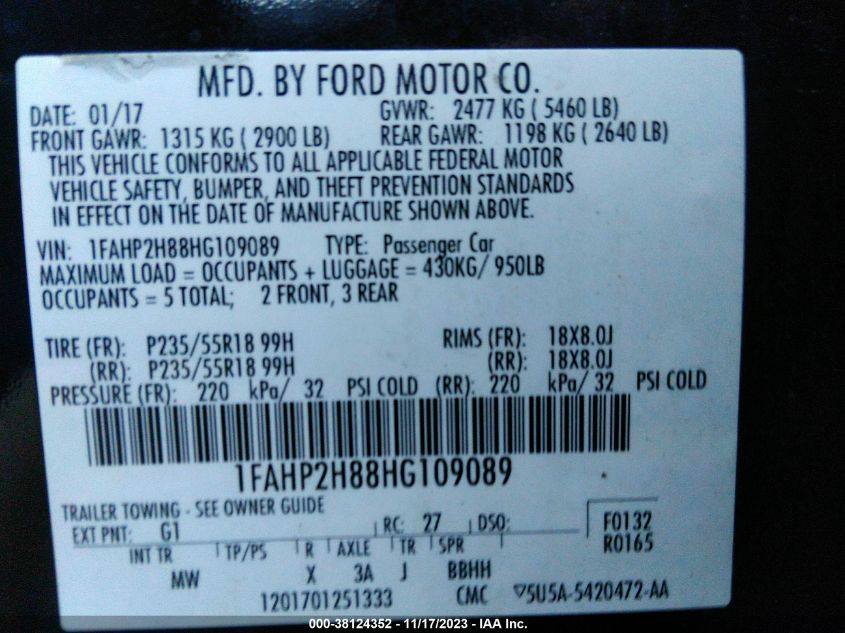 MFD. BY FORD MOTOR CO.
DATE: 01/17 GVWR: 2477 KG ( 5460 LB)
FRONT GAWR: 1315 KG ( 2900 LB) REAR GAWR: 1198 KG ( 2640 LB)
THIS VEHICLE CONFORMS TO ALL APPLICABLE FEDERAL MOTOR
VEHICLE SAFETY, BUMPER, AND THEFT PREVENTION STANDARDS
IN EFFECT ON THE DATE OF MANUFACTURE SHOWN ABOVE.
VIN: 1FAHP2H88HG109089 TYPE: Passenger Car
MAXIMUM LOAD = OCCUPANTS + LUGGAGE = 430KG/ 950LB
OCCUPANTS = 5 TOTAL; 2 FRONT, 3 REAR
TIRE (FR): P235/55R18 99H RIMS (FR): 18X8.0J
(RR): P235/55R18 99H (RR): 18X8.0J
PRESSURE (FR): 220 kPa/ 32 PSI COLD (RR): 220 kPa/ 32 PSI COLD
1FAHP2H88HG109089
TRAILER TOWING - SEE OWNER GUIDE
EXT PNT: G1 RC: 27 DSO: F0132
R0165
INT TR TP/PS R AXLE TR SPR
MW X 3A J BBHH
1201701251333 CMC ▽5U5A-5420472-AA
000-38124352 - 11/17/2023 - IAA Inc.